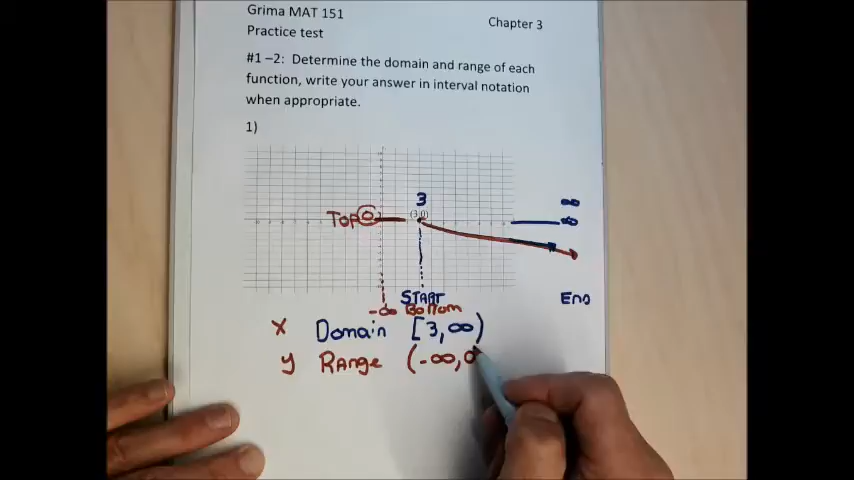 Grima MAT 151 Chapter 3
Practice test
#1 –2: Determine the domain and range of each
function, write your answer in interval notation
when appropriate.
1)
3 ∞
Top 0 (3,0) ∞
START End
-∞ Bottom
X Domain [3,∞)
y Range (-∞,0